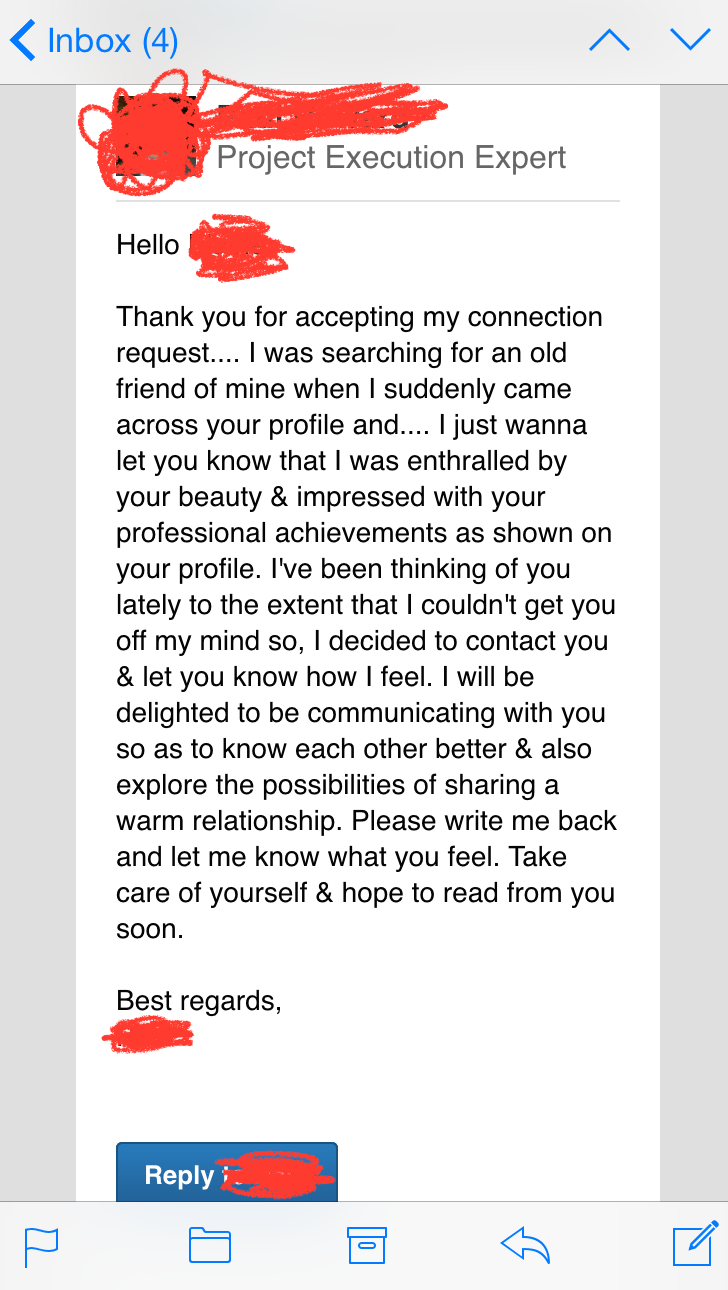 Inbox (4)
Project Execution Expert
Hello
Thank you for accepting my connection
request.... I was searching for an old
friend of mine when I suddenly came
across your profile and.... I just wanna
let you know that I was enthralled by
your beauty & impressed with your
professional achievements as shown on
your profile. I've been thinking of you
lately to the extent that I couldn't get you
off my mind so, I decided to contact you
& let you know how I feel. I will be
delighted to be communicating with you
so as to know each other better & also
explore the possibilities of sharing a
warm relationship. Please write me back
and let me know what you feel. Take
care of yourself & hope to read from you
soon.
Best regards,
Reply